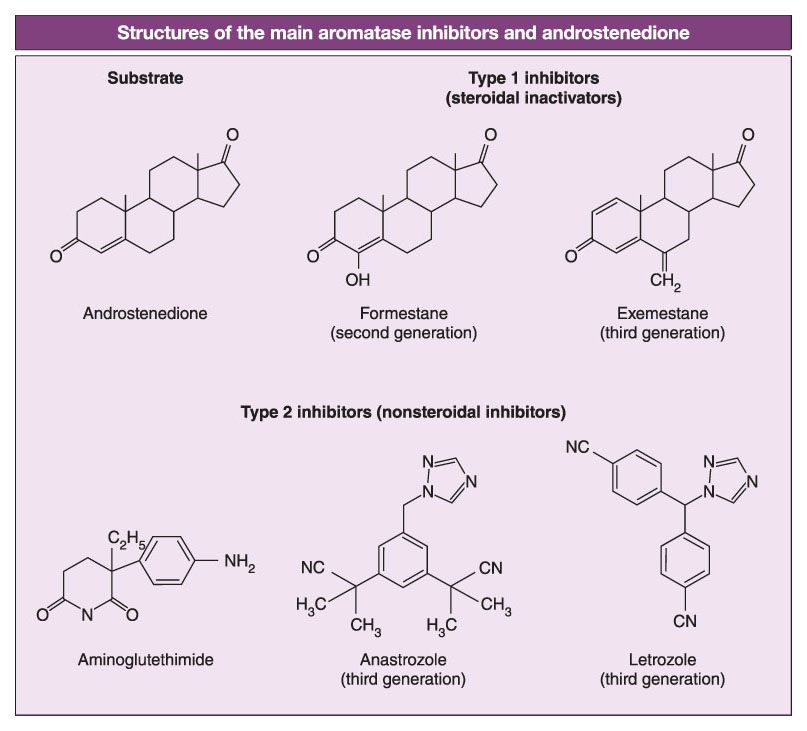 Structures of the main aromatase inhibitors and androstenedione
Substrate
Type 1 inhibitors
(steroidal inactivators)
O
O
Androstenedione
O
O
OH
Formestane
(second generation)
O
O
CH2
Exemestane
(third generation)
Type 2 inhibitors (nonsteroidal inhibitors)
C2H5
NH2
O
N
O
Aminoglutethimide
N
N
N
NC
CN
H3C
CH3
CH3
H3C
Anastrozole
(third generation)
NC
N
N
N
CN
Letrozole
(third generation)